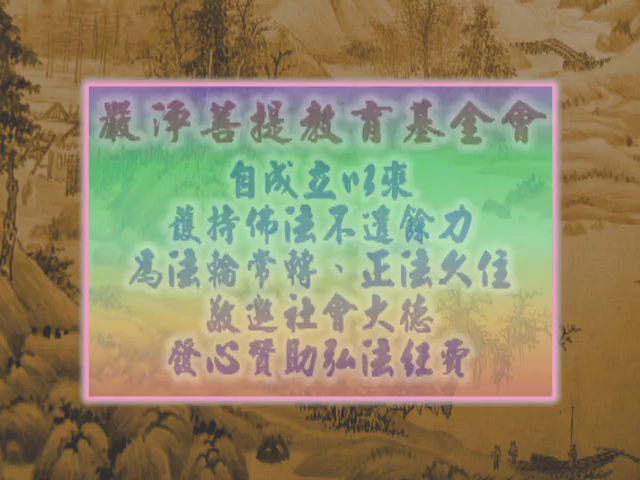 嚴淨菩提教育基金會
自成立以來
護持佛法不遺餘力
為法輪常轉、正法久住
敬邀社會大德
發心贊助弘法經費